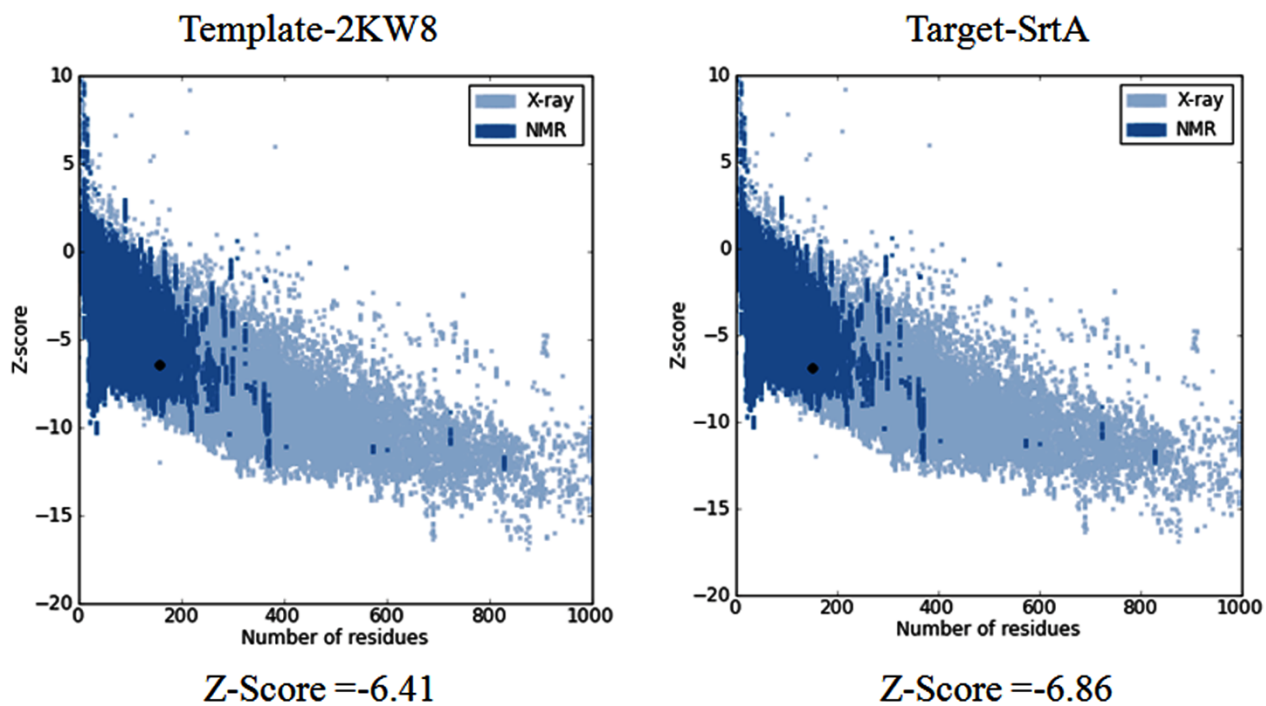 Template-2KW8
Target-SrtA
10
5
0
−5
−10
−15
−20
Z-score
0
200
400
600
800
1000
Number of residues
X-ray
NMR
10
5
0
−5
−10
−15
−20
Z-score
0
200
400
600
800
1000
Number of residues
X-ray
NMR
Z-Score =-6.41
Z-Score =-6.86